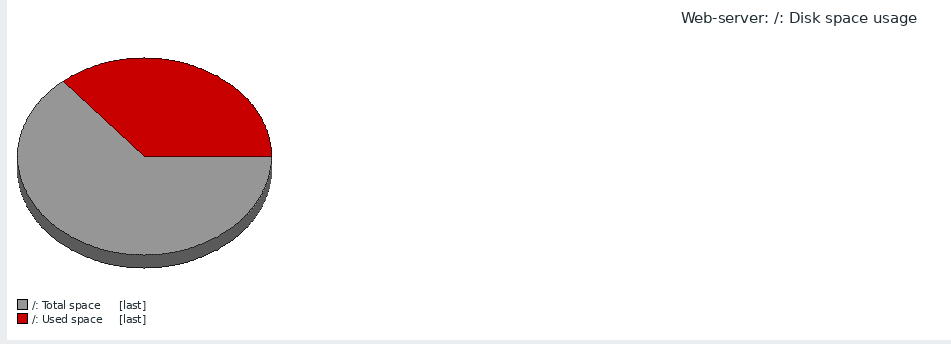 Web-server: /: Disk space usage
/: Total space [last]
/: Used space [last]